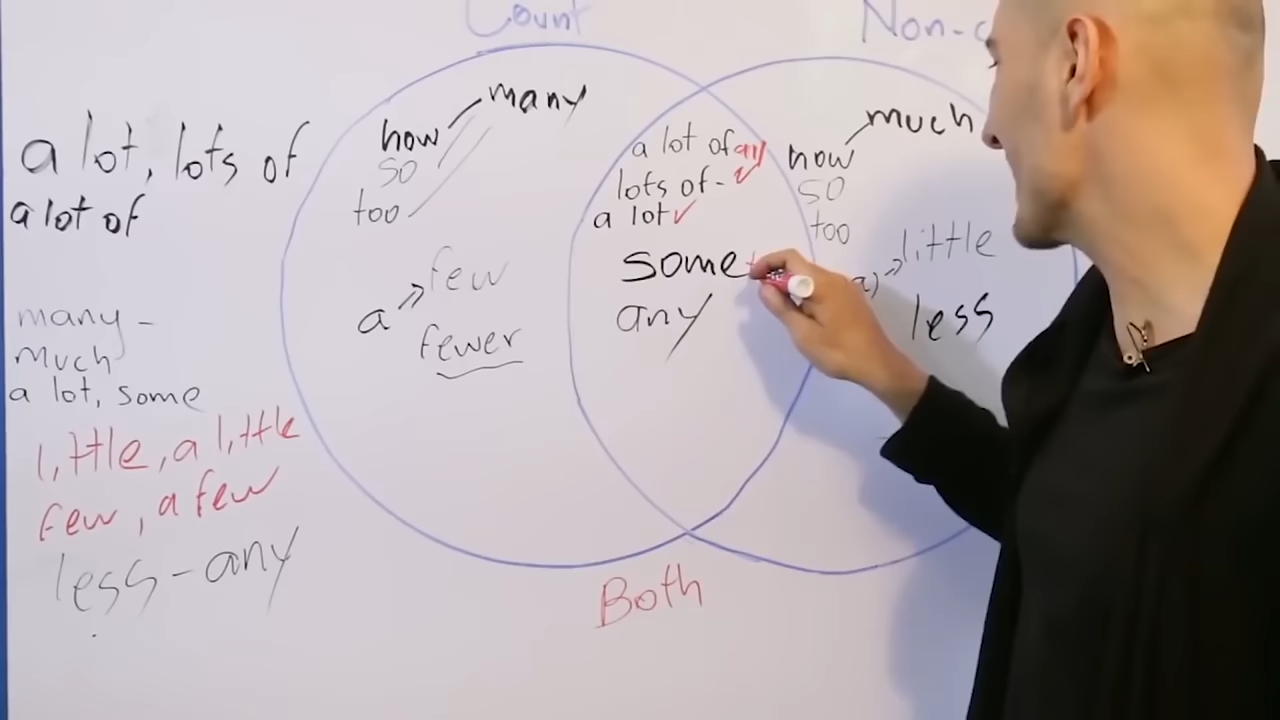 Count
Non-c
a lot, lots of
a lot of
many -
much
a lot, some
little, a little
few, a few
less - any
how many
so
too
a few
fewer
a lot of
lots of -
a lot ✓
some
any
how much
so
too
a) little
less
Both